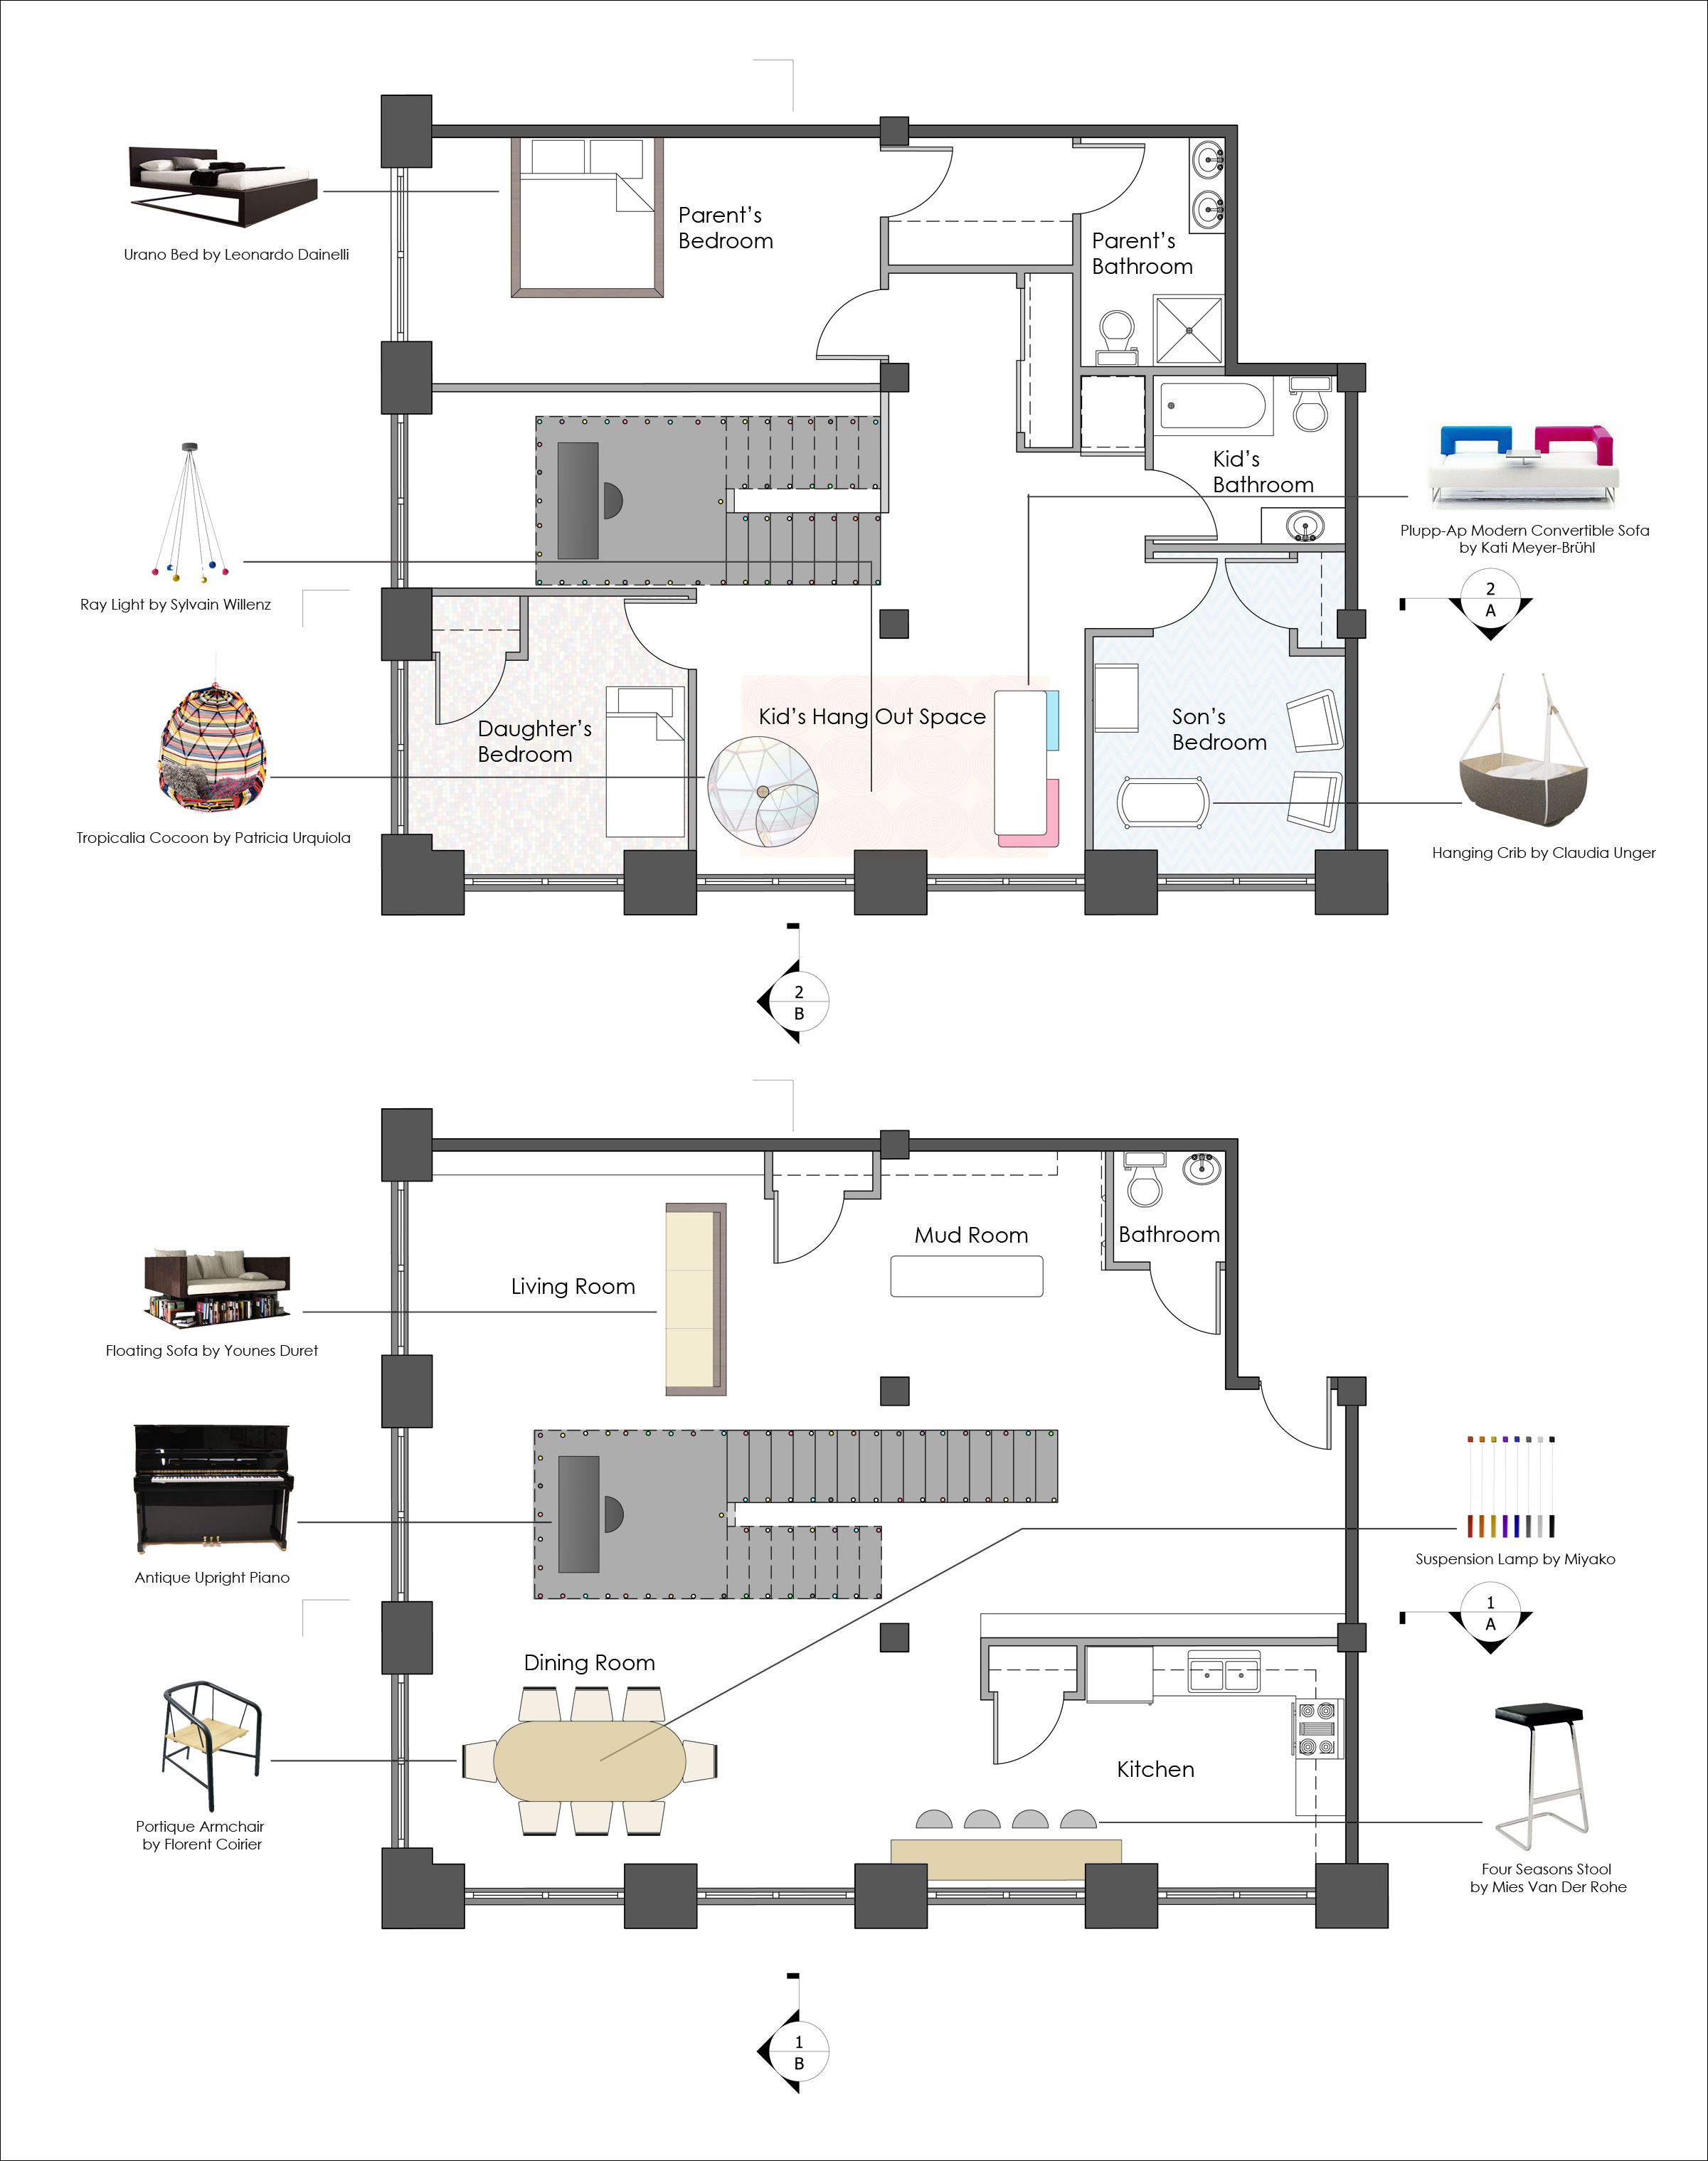 Parent's
Bedroom
Parent's
Bathroom
Urano Bed by Leonardo Dainelli
Kid's
Bathroom
Plupp-Ap Modern Convertible Sofa
by Kati Meyer-Brühl
2
A
Ray Light by Sylvain Willenz
Kid's Hang Out Space
Daughter's
Bedroom
Son's
Bedroom
Tropicalia Cocoon by Patricia Urquiola
Hanging Crib by Claudia Unger
2
B
Mud Room
Bathroom
Living Room
Floating Sofa by Younes Duret
Suspension Lamp by Miyako
Antique Upright Piano
1
A
Dining Room
Kitchen
Portique Armchair
by Florent Coirier
Four Seasons Stool
by Mies Van Der Rohe
1
B